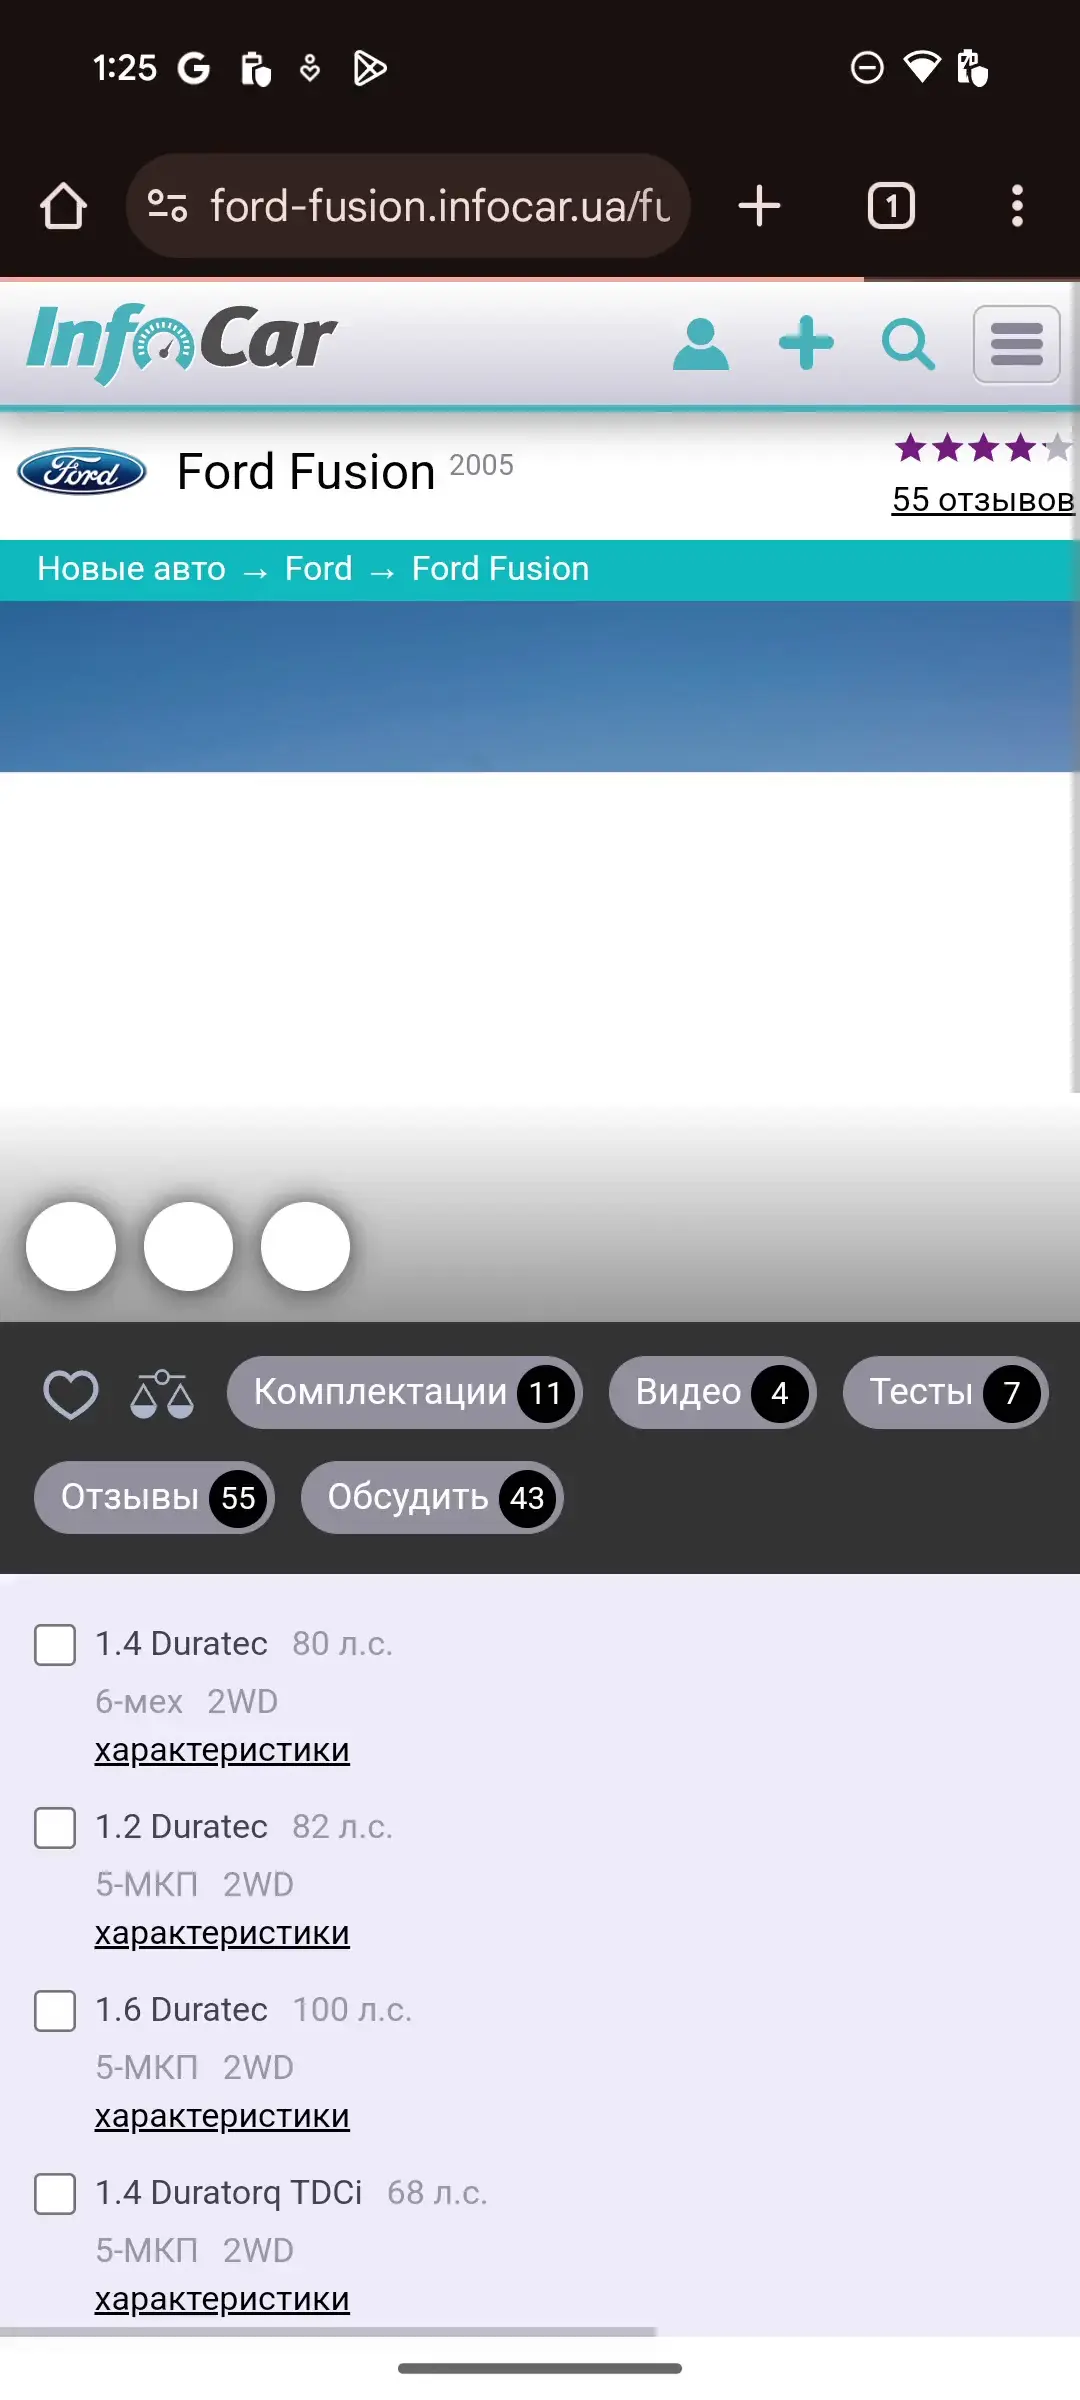 1:25
ford-fusion.infocar.ua/fu
1
InfoCar
Ford
Ford Fusion 2005
55 отзывов
Новые авто → Ford → Ford Fusion
Комплектации 11
Видео 4
Тесты 7
Отзывы 55
Обсудить 43
1.4 Duratec 80 л.с.
6-мех 2WD
характеристики
1.2 Duratec 82 л.с.
5-МКП 2WD
характеристики
1.6 Duratec 100 л.с.
5-МКП 2WD
характеристики
1.4 Duratorq TDCi 68 л.с.
5-МКП 2WD
характеристики